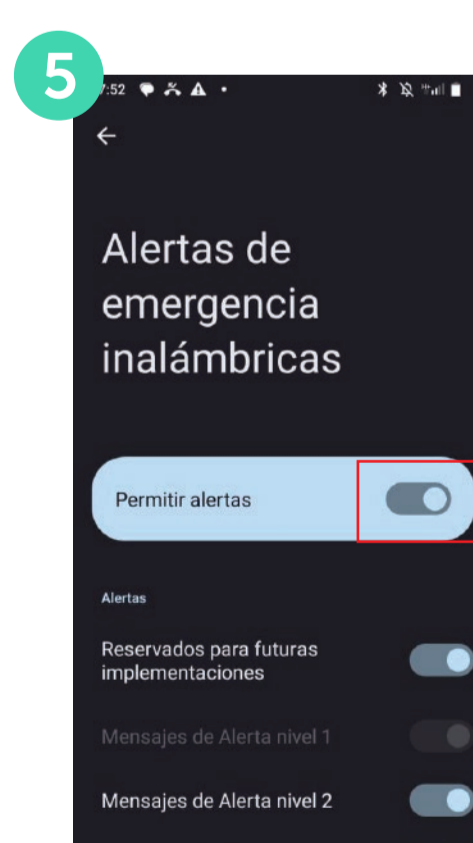 5
7:52
Alertas de
emergencia
inalámbricas
Permitir alertas
Alertas
Reservados para futuras
implementaciones
Mensajes de Alerta nivel 1
Mensajes de Alerta nivel 2